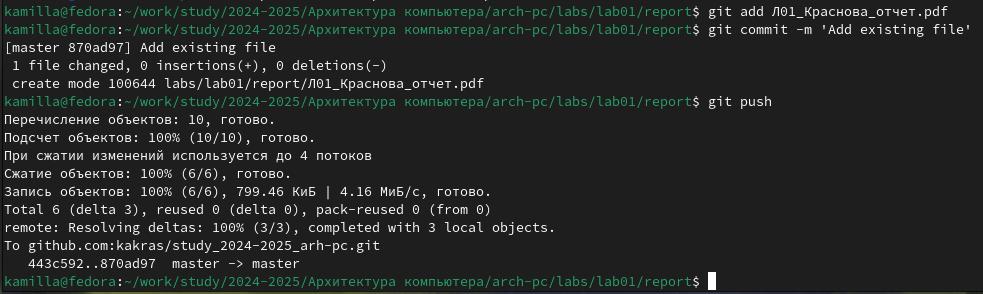 kamilla@fedora:~/work/study/2024-2025/Архитектура компьютера/arch-pc/labs/lab01/report$ git add Л01_Краснова_отчет.pdf
kamilla@fedora:~/work/study/2024-2025/Архитектура компьютера/arch-pc/labs/lab01/report$ git commit -m 'Add existing file'
[master 870ad97] Add existing file
 1 file changed, 0 insertions(+), 0 deletions(-)
 create mode 100644 labs/lab01/report/Л01_Краснова_отчет.pdf
kamilla@fedora:~/work/study/2024-2025/Архитектура компьютера/arch-pc/labs/lab01/report$ git push
Перечисление объектов: 10, готово.
Подсчет объектов: 100% (10/10), готово.
При сжатии изменений используется до 4 потоков
Сжатие объектов: 100% (6/6), готово.
Запись объектов: 100% (6/6), 799.46 КиБ | 4.16 МиБ/с, готово.
Total 6 (delta 3), reused 0 (delta 0), pack-reused 0 (from 0)
remote: Resolving deltas: 100% (3/3), completed with 3 local objects.
To github.com:kakras/study_2024-2025_arh-pc.git
   443c592..870ad97  master -> master
kamilla@fedora:~/work/study/2024-2025/Архитектура компьютера/arch-pc/labs/lab01/report$